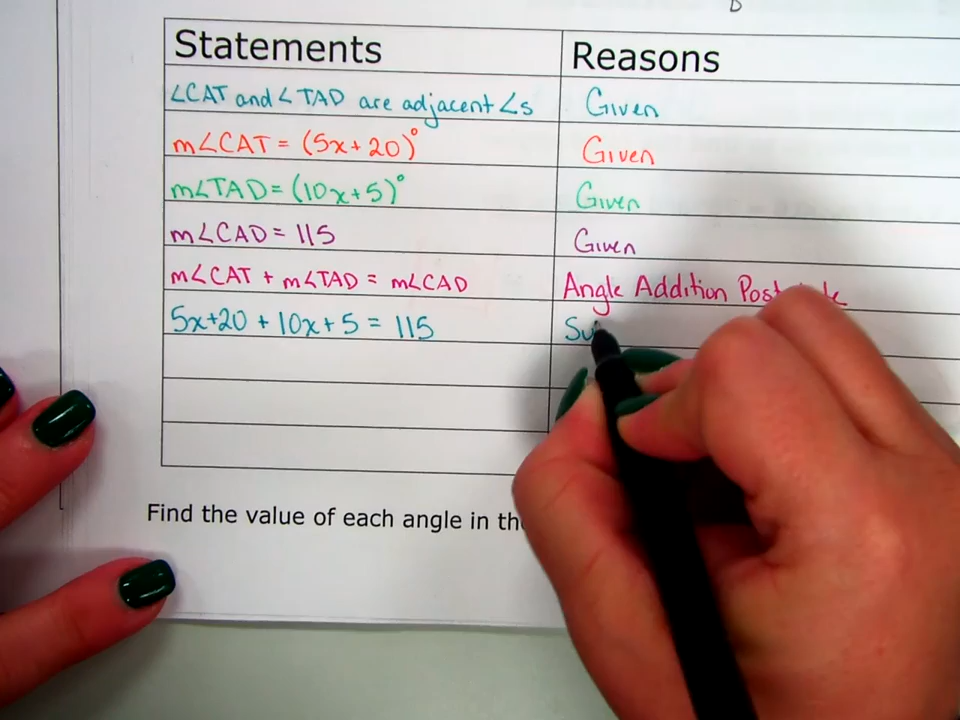 D
Statements Reasons
∠CAT and ∠TAD are adjacent ∠s Given
m∠CAT = (5x+20)° Given
m∠TAD = (10x+5)° Given
m∠CAD = 115 Given
m∠CAT + m∠TAD = m∠CAD Angle Addition
5x+20 + 10x+5 = 115
Find the value of each angle in